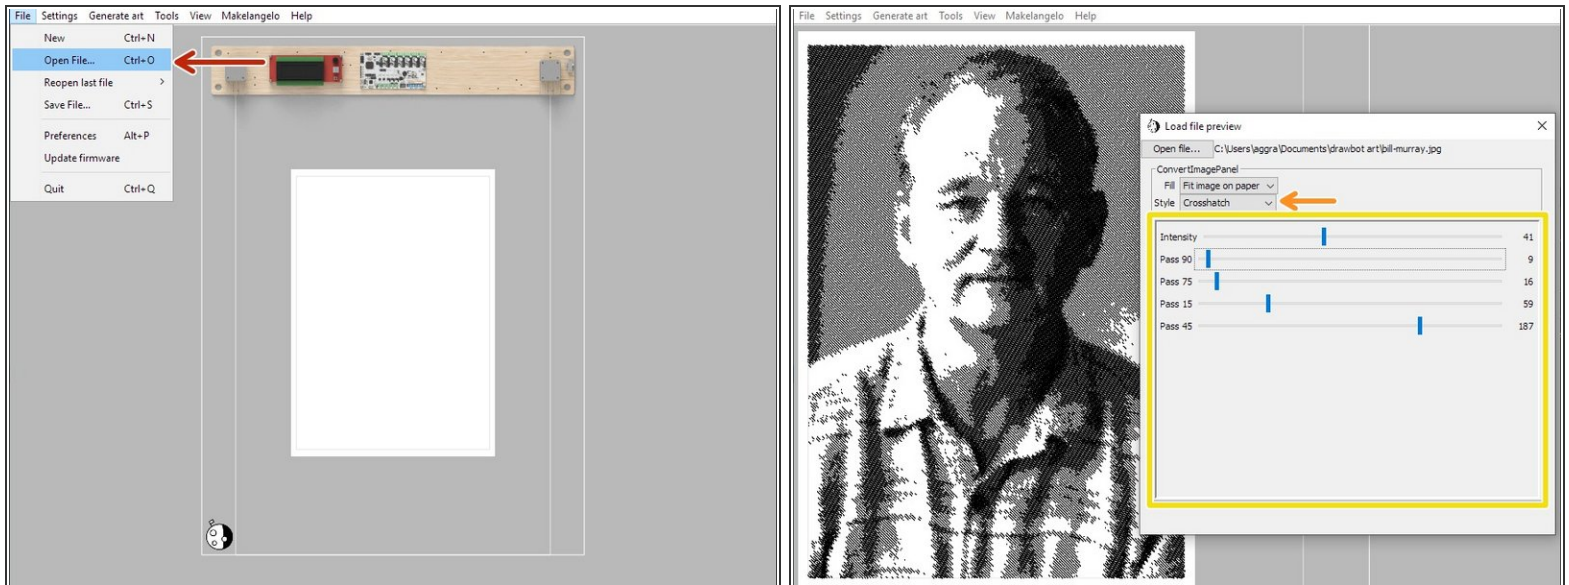 File Settings Generate art Tools View Makelangelo Help
New Ctrl+N
Open File... Ctrl+O
Reopen last file >
Save File... Ctrl+S
Preferences Alt+P
Update firmware
Quit Ctrl+Q
File Settings Generate art Tools View Makelangelo Help
Load file preview
Open file... C:\Users\aggra\Documents\drawbot art\bill-murray.jpg
ConvertImagePanel
Fill Fit image on paper
Style Crosshatch
Intensity 41
Pass 90 9
Pass 75 16
Pass 15 59
Pass 45 187